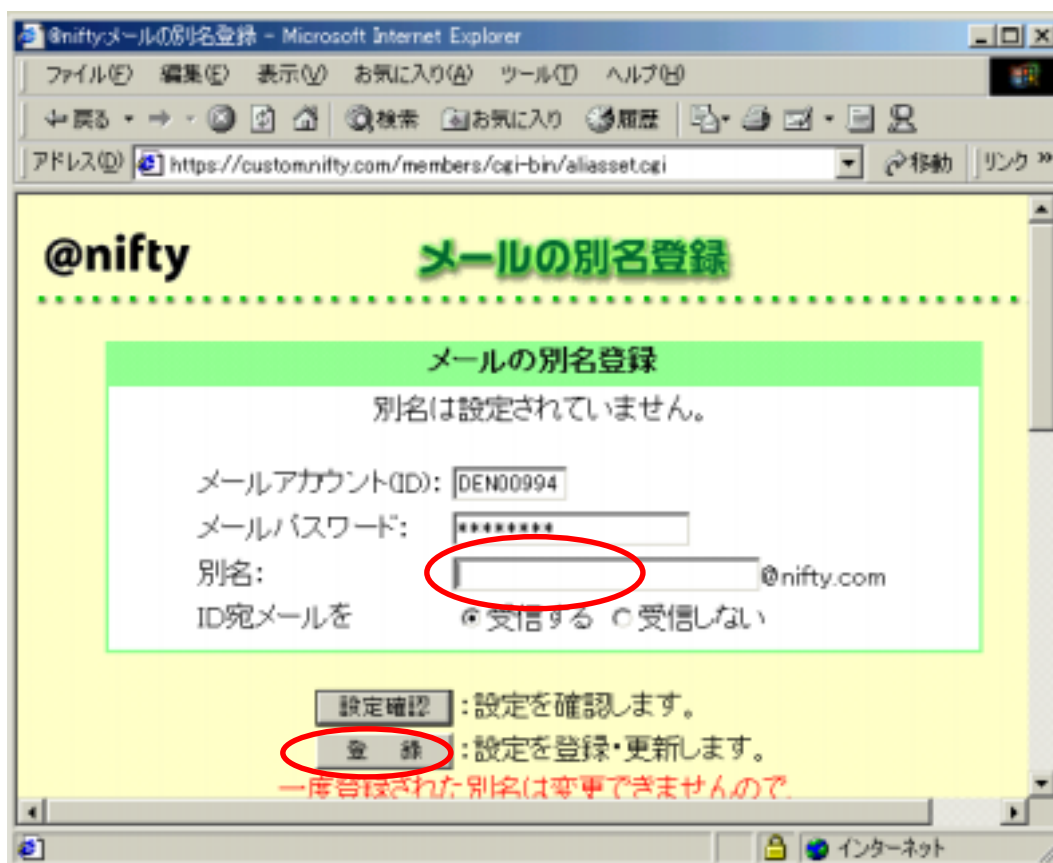 @nifty:メールの別名登録 - Microsoft Internet Explorer
ファイル(F) 編集(E) 表示(V) お気に入り(A) ツール(T) ヘルプ(H)
戻る 検索 お気に入り 履歴
アドレス(D) https://custom.nifty.com/members/cgi-bin/aliasset.cgi 移動 リンク »
@nifty メールの別名登録
メールの別名登録
別名は設定されていません。
メールアカウント(ID): DEN00994
メールパスワード: ********
別名: @nifty.com
ID宛メールを 受信する 受信しない
設定確認 :設定を確認します。
登 録 :設定を登録・更新します。
一度登録された別名は変更できませんので、
インターネット